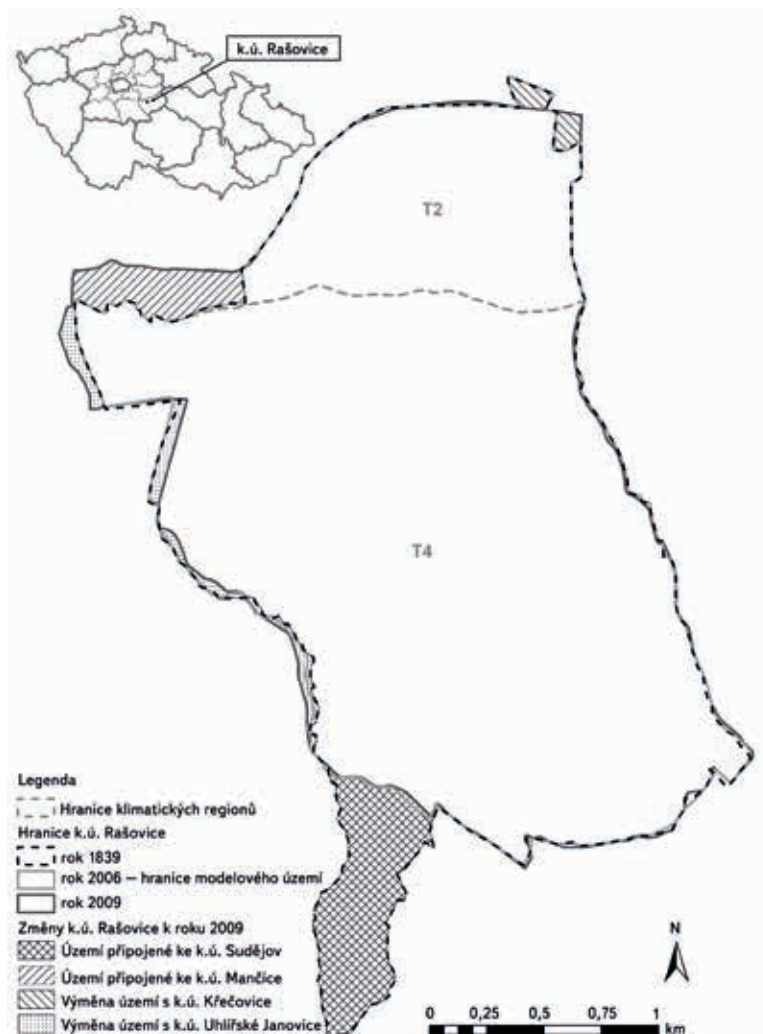 k.ú. Rašovice
T2
T4
Legenda
Hranice klimatických regionů
Hranice k.ú. Rašovice
rok 1839
rok 2006 – hranice modelového území
rok 2009
Změny k.ú. Rašovice k roku 2009
Území připojené ke k.ú. Sudějov
Území připojené ke k.ú. Mančice
Výměna území s k.ú. Křečovice
Výměna území s k.ú. Uhlířské Janovice
N
0 0,25 0,5 0,75 1
km